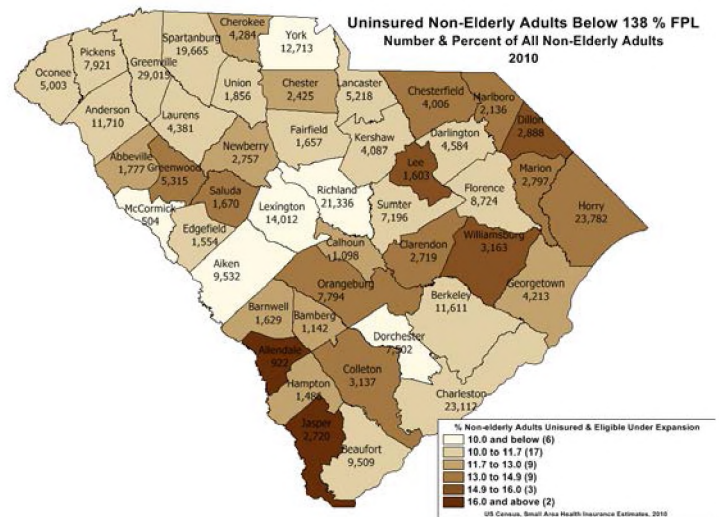 Uninsured Non-Elderly Adults Below 138 % FPL
Number & Percent of All Non-Elderly Adults
2010
Cherokee
4,284
York
12,713
Spartanburg
19,665
Pickens
7,921
Greenville
29,015
Oconee
5,003
Union
1,856
Chester
2,425
Lancaster
5,218
Chesterfield
4,006
Marlboro
2,136
Dillon
2,888
Anderson
11,710
Laurens
4,381
Fairfield
1,657
Kershaw
4,087
Darlington
4,584
Newberry
2,757
Abbeville
1,777
Greenwood
5,315
Lee
1,603
Marion
2,797
Saluda
1,670
Richland
21,336
Florence
8,724
Horry
23,782
McCormick
504
Lexington
14,012
Sumter
7,196
Edgefield
1,554
Calhoun
1,098
Clarendon
2,719
Williamsburg
3,163
Aiken
9,532
Orangeburg
7,794
Georgetown
4,213
Berkeley
11,611
Barnwell
1,629
Bamberg
1,142
Dorchester
7,502
Allendale
922
Colleton
3,137
Hampton
1,486
Charleston
23,112
Jasper
2,720
Beaufort
9,509
% Non-elderly Adults Unisured & Eligible Under Expansion
10.0 and below (6)
10.0 to 11.7 (17)
11.7 to 13.0 (9)
13.0 to 14.9 (9)
14.9 to 16.0 (3)
16.0 and above (2)
US Census, Small Area Health Insurance Estimates, 2010